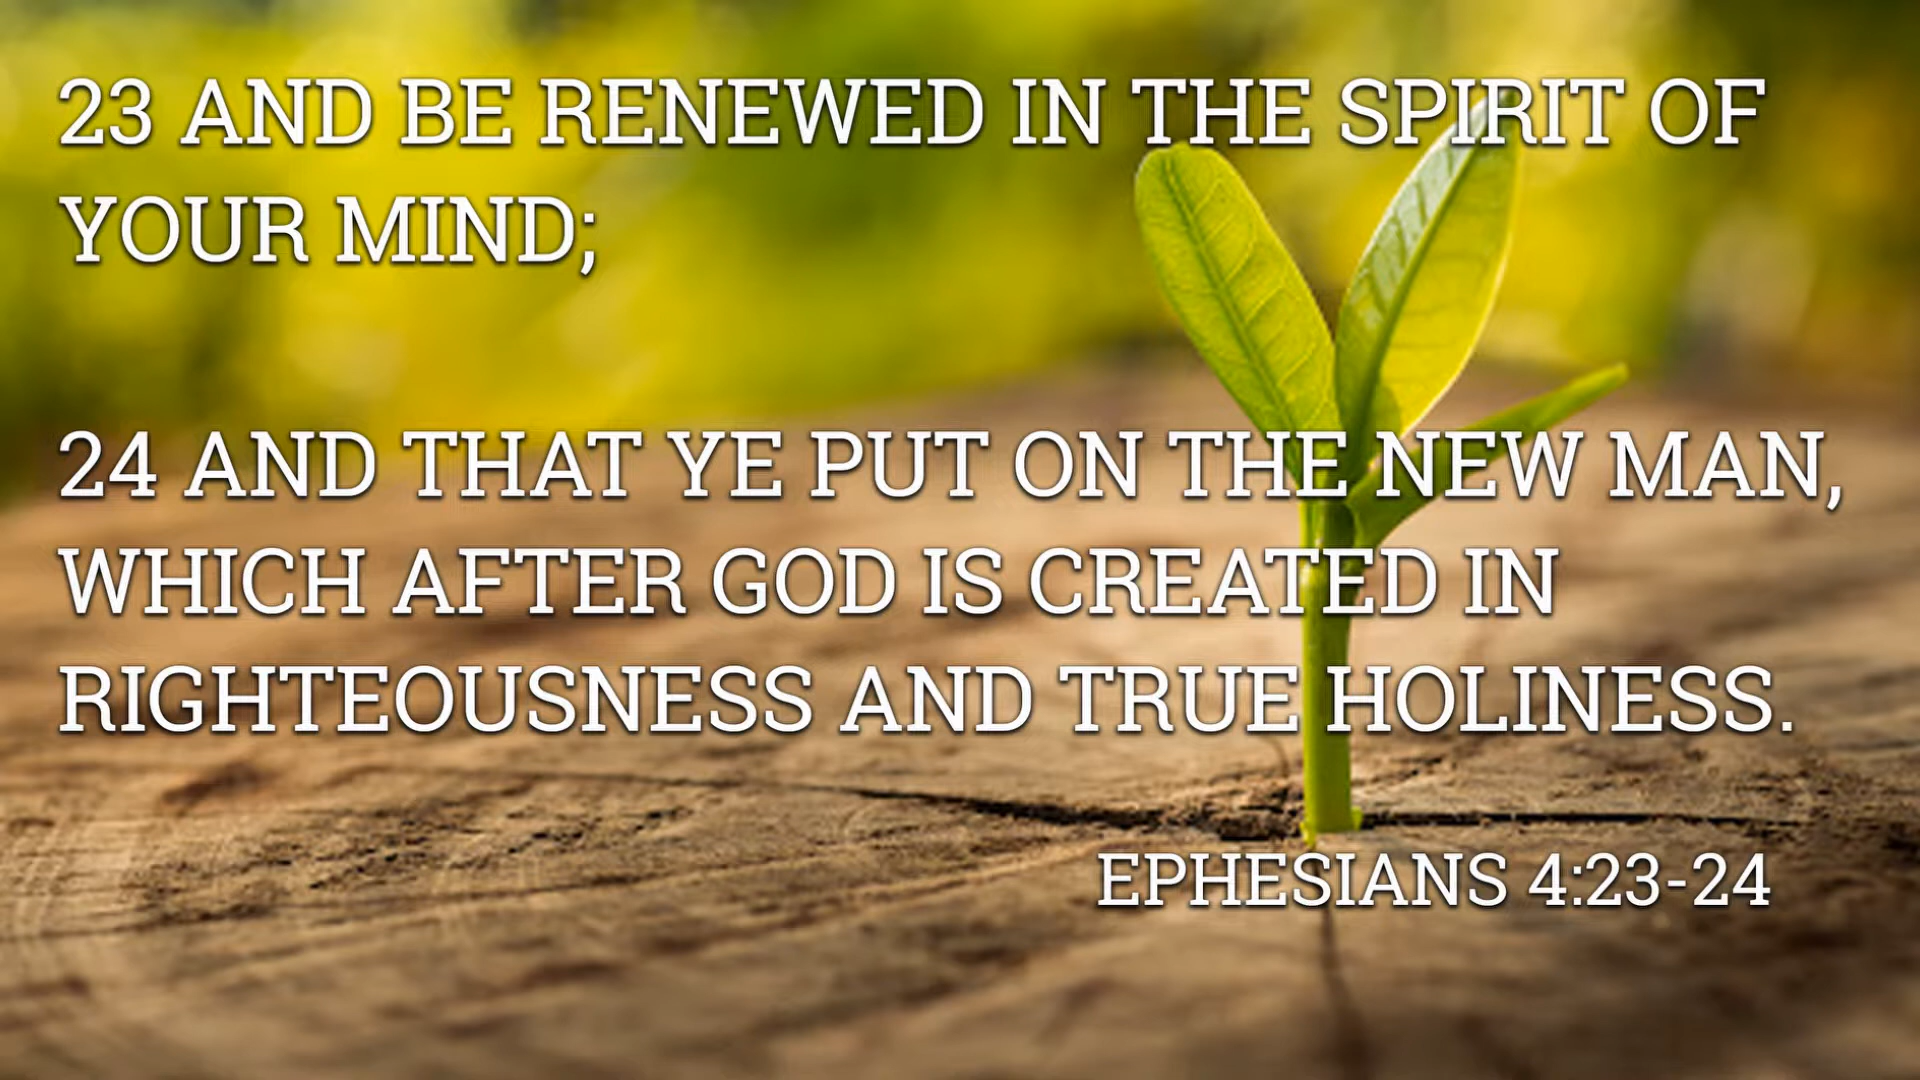 23 AND BE RENEWED IN THE SPIRIT OF
YOUR MIND;
24 AND THAT YE PUT ON THE NEW MAN,
WHICH AFTER GOD IS CREATED IN
RIGHTEOUSNESS AND TRUE HOLINESS.
EPHESIANS 4:23-24